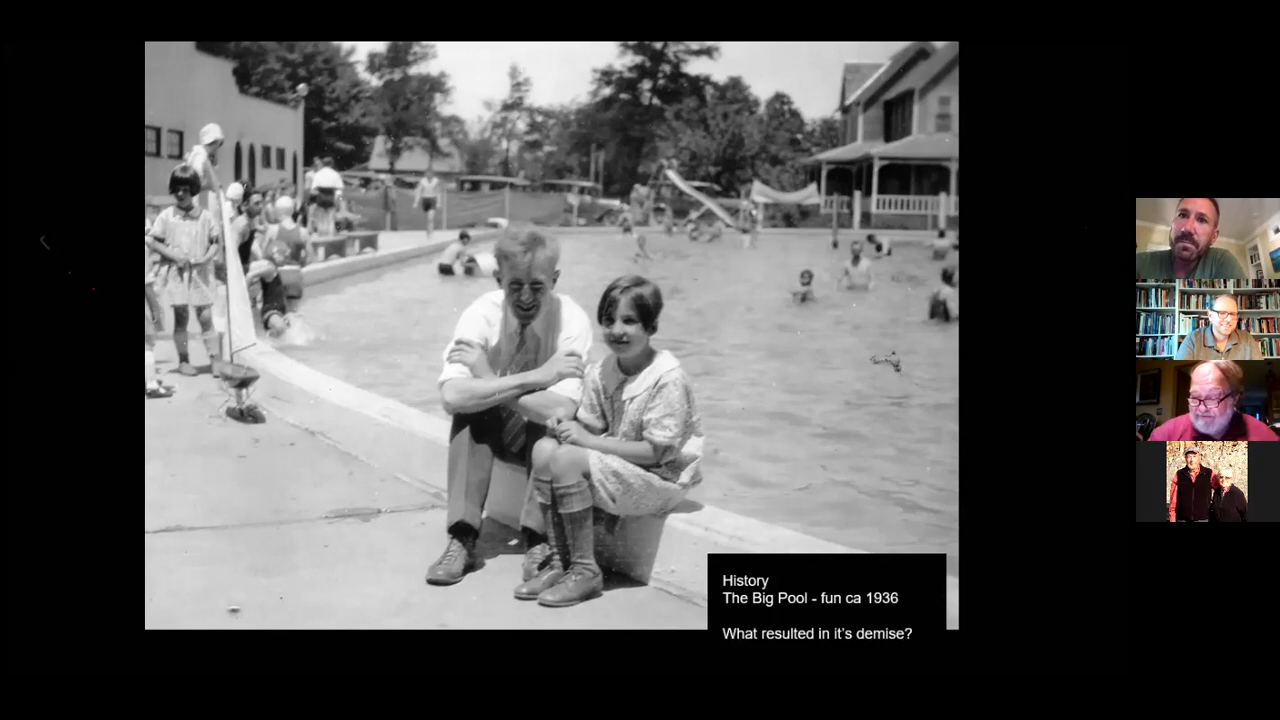 History
The Big Pool - fun ca 1936
What resulted in it's demise?